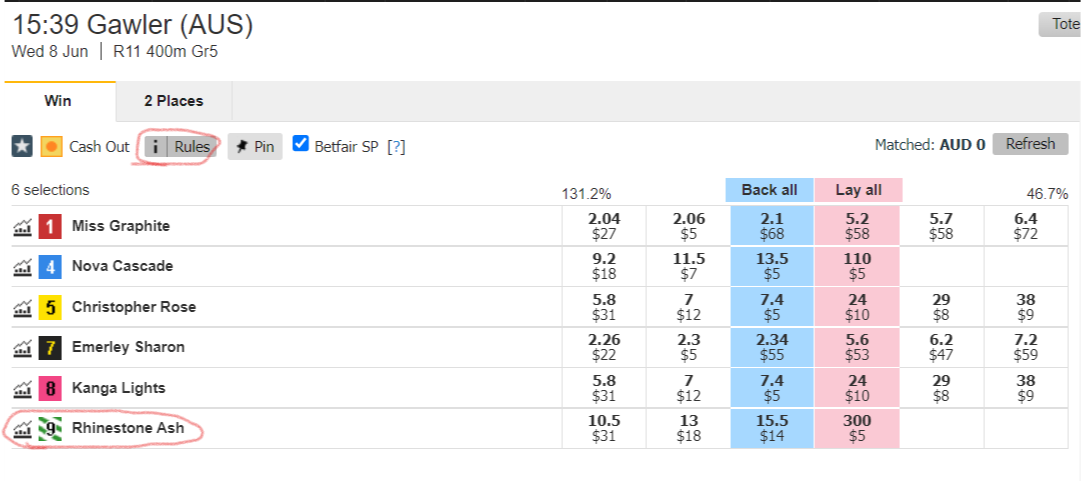 15:39 Gawler (AUS)
Tote
Wed 8 Jun | R11 400m Gr5
Win 2 Places
Cash Out i Rules Pin Betfair SP [?] Matched: AUD 0 Refresh
6 selections 131.2% Back all Lay all 46.7%
1 Miss Graphite 2.04 2.06 2.1 5.2 5.7 6.4
$27 $5 $68 $58 $58 $72
4 Nova Cascade 9.2 11.5 13.5 110
$18 $7 $5 $5
5 Christopher Rose 5.8 7 7.4 24 29 38
$31 $12 $5 $10 $8 $9
7 Emerley Sharon 2.26 2.3 2.34 5.6 6.2 7.2
$22 $5 $55 $53 $47 $59
8 Kanga Lights 5.8 7 7.4 24 29 38
$31 $12 $5 $10 $8 $9
9 Rhinestone Ash 10.5 13 15.5 300
$31 $18 $14 $5